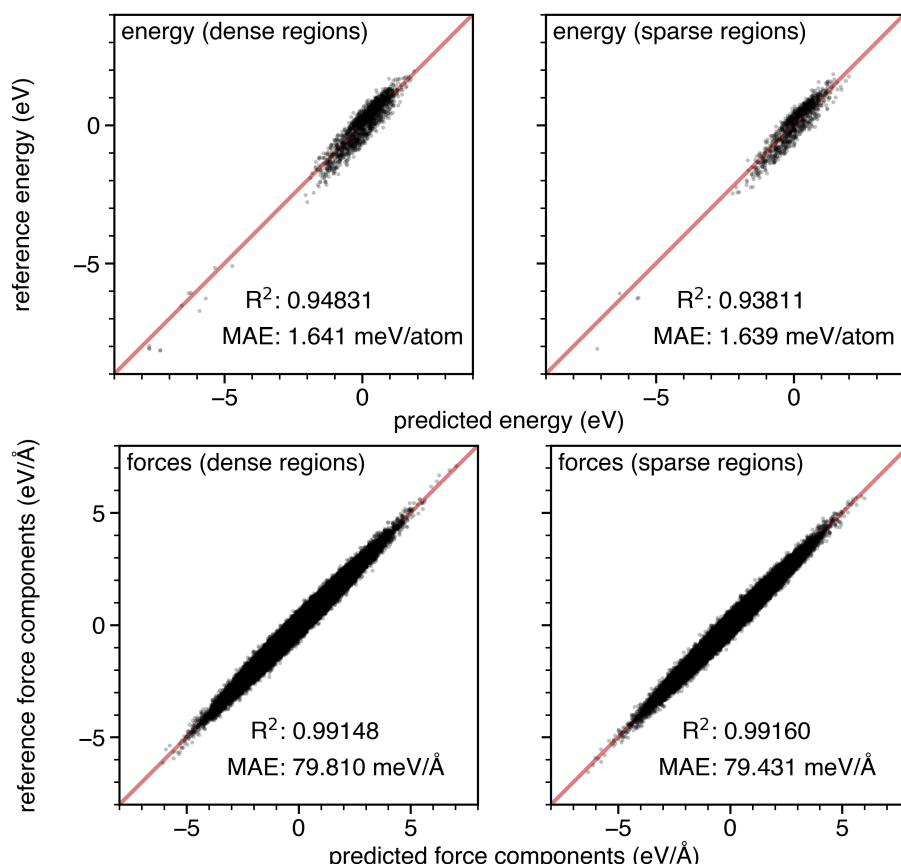 energy (dense regions)
energy (sparse regions)
reference energy (eV)
0
−5
R²: 0.94831
MAE: 1.641 meV/atom
R²: 0.93811
MAE: 1.639 meV/atom
−5
0
−5
0
predicted energy (eV)
forces (dense regions)
forces (sparse regions)
reference force components (eV/Å)
5
0
−5
R²: 0.99148
MAE: 79.810 meV/Å
R²: 0.99160
MAE: 79.431 meV/Å
−5
0
5
−5
0
5
predicted force components (eV/Å)